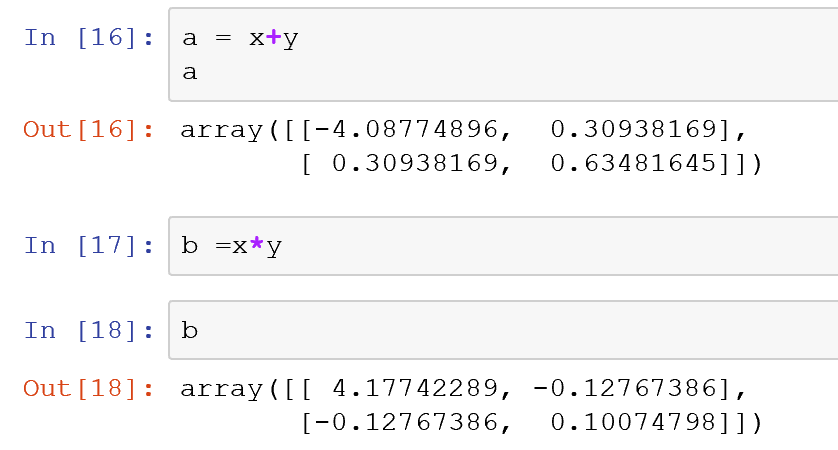 In [16]: a = x+y
a
Out[16]: array([[-4.08774896,  0.30938169],
[ 0.30938169,  0.63481645]])
In [17]: b =x*y
In [18]: b
Out[18]: array([[ 4.17742289, -0.12767386],
[-0.12767386,  0.10074798]])